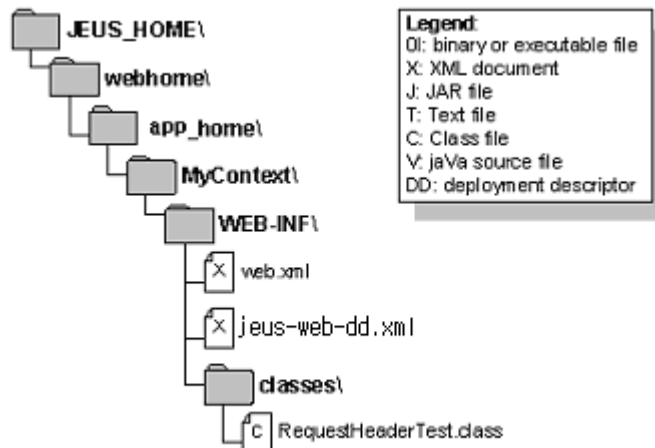 JEUS_HOME\
webhome\
app_home\
MyContext\
WEB-INF\
X web.xml
X jeus-web-dd.xml
classes\
C RequestHeaderTest.class
Legend:
0I: binary or executable file
X: XML document
J: JAR file
T: Text file
C: Class file
V: jaVa source file
DD: deployment descriptor